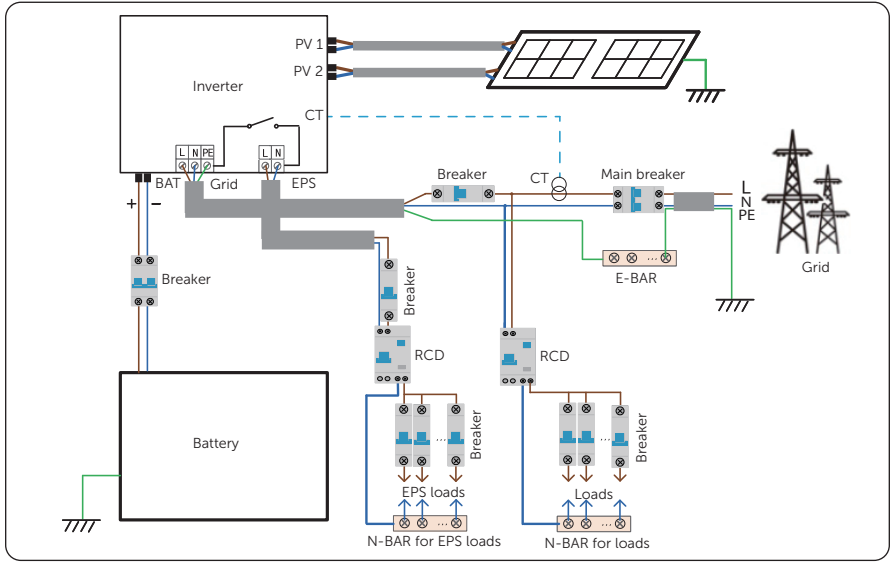 PV 1
PV 2
Inverter
CT
L N PE
L N
BAT
Grid
EPS
+
−
Breaker
CT
Main breaker
L
N
PE
Grid
E-BAR
...
Breaker
Breaker
RCD
RCD
Battery
...
Breaker
...
Breaker
EPS loads
Loads
...
N-BAR for EPS loads
...
N-BAR for loads